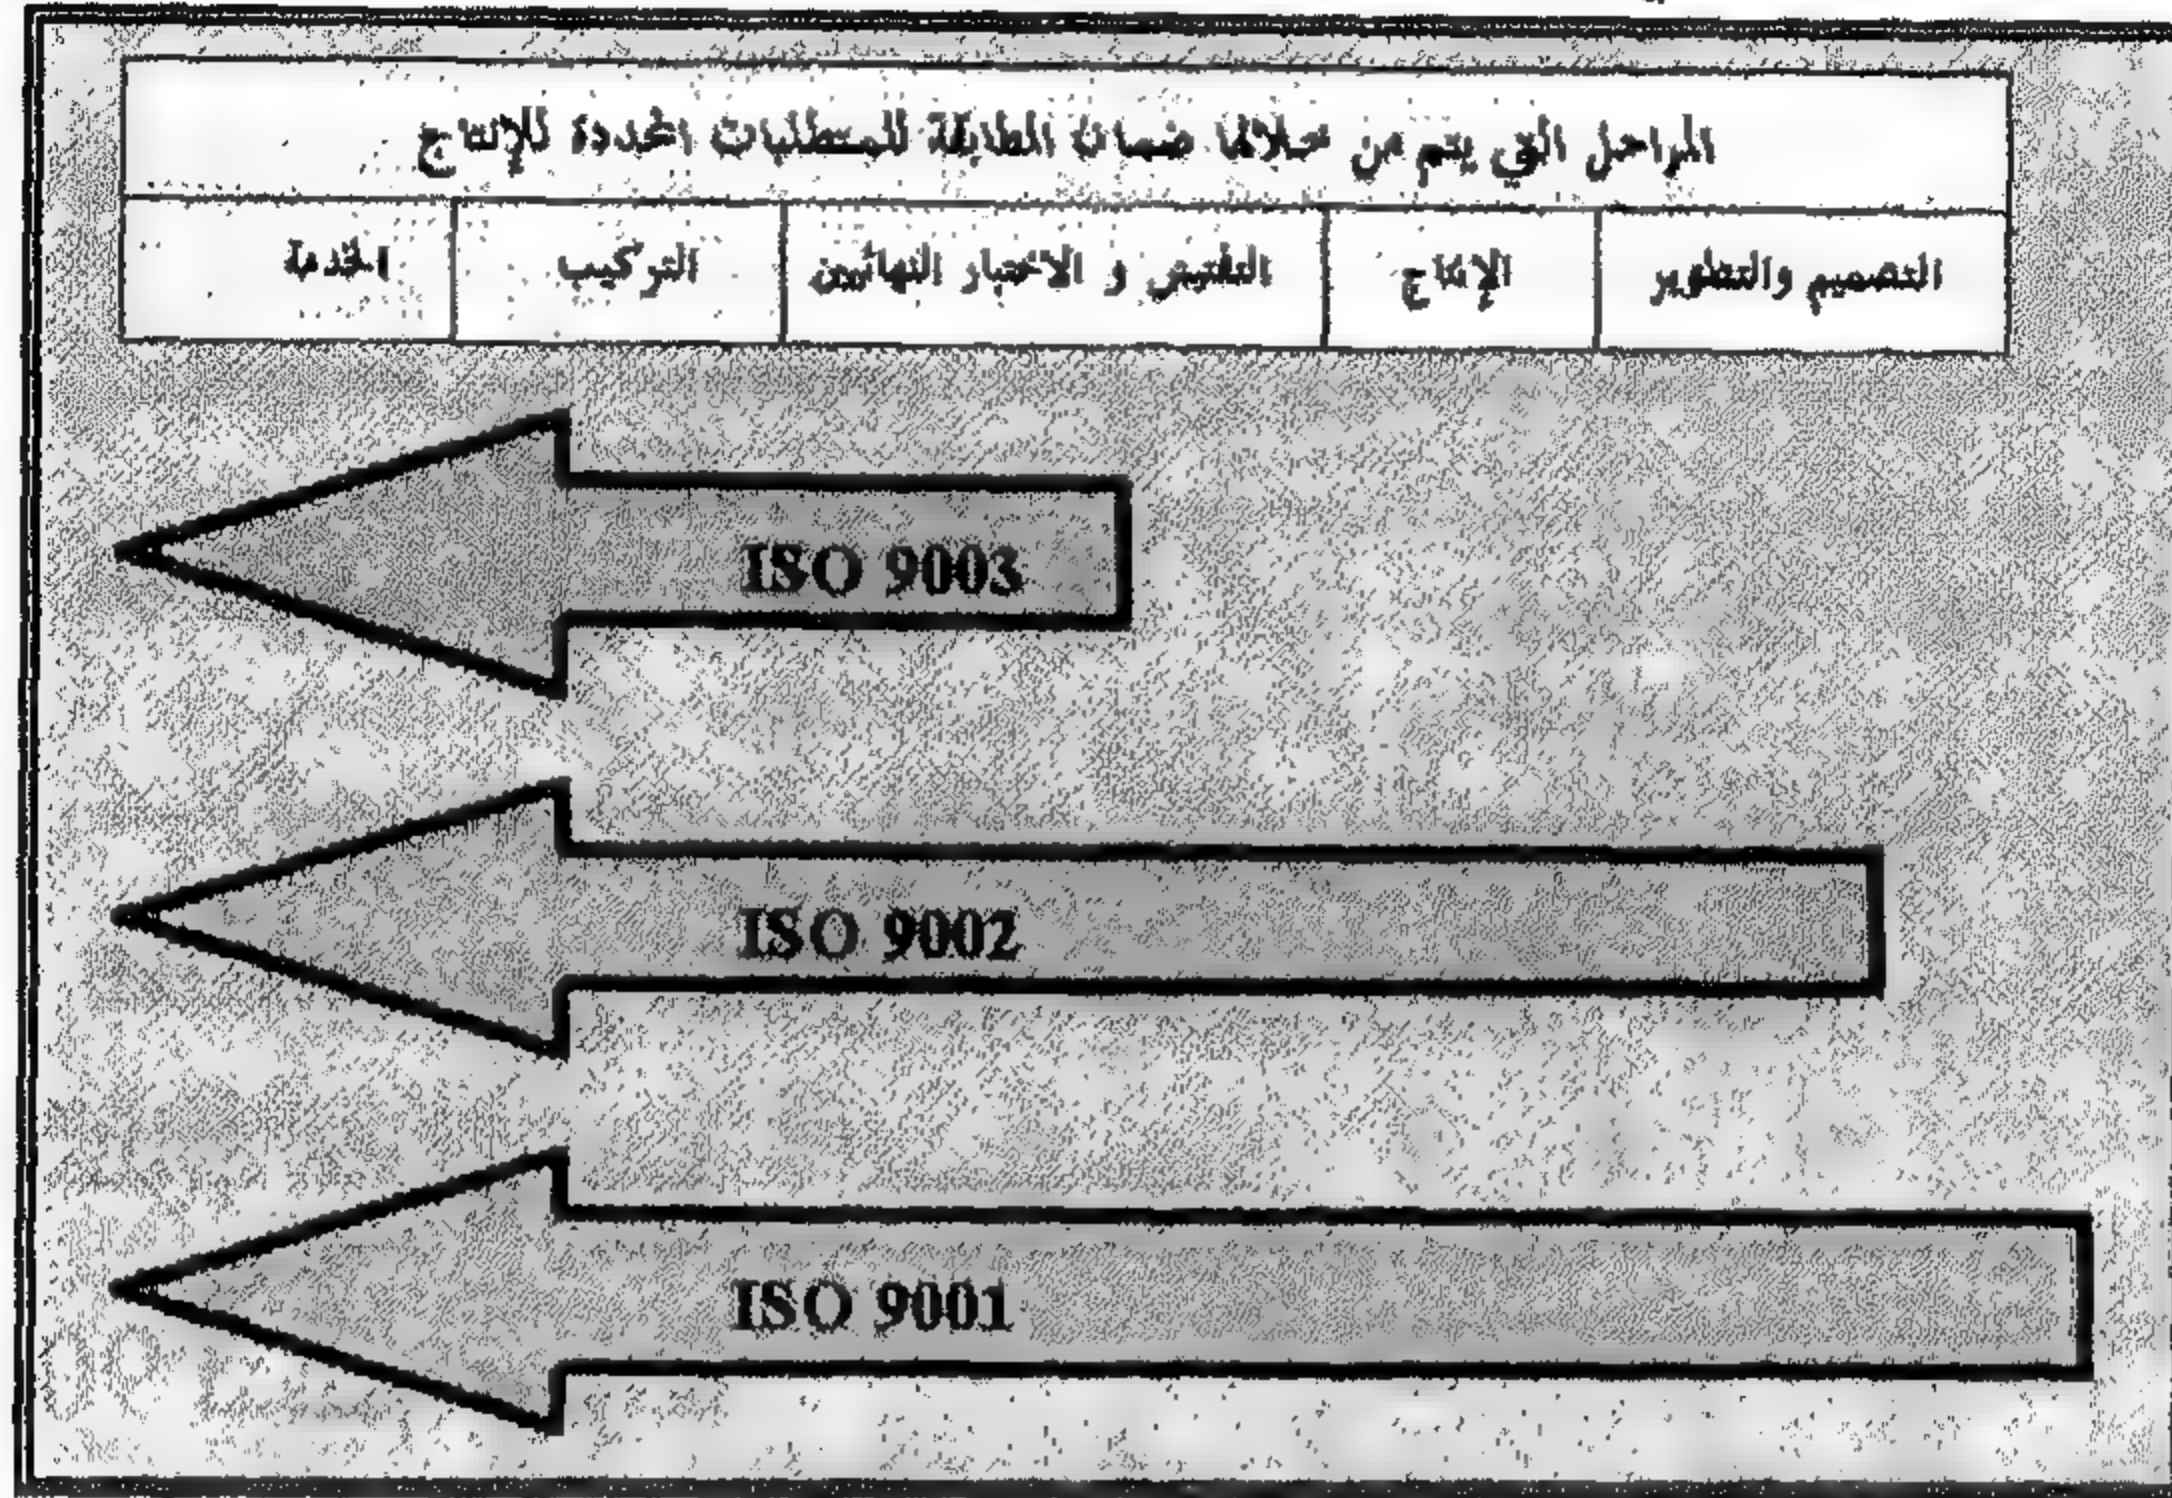 المراحل التي يتم من خلالها ضمان المطابقة للمتطلبات المحددة للإنتاج
التصميم والتطوير الإنتاج التفتيش و الاختبار النهائيين التركيب الخدمة
ISO 9003
ISO 9002
ISO 9001